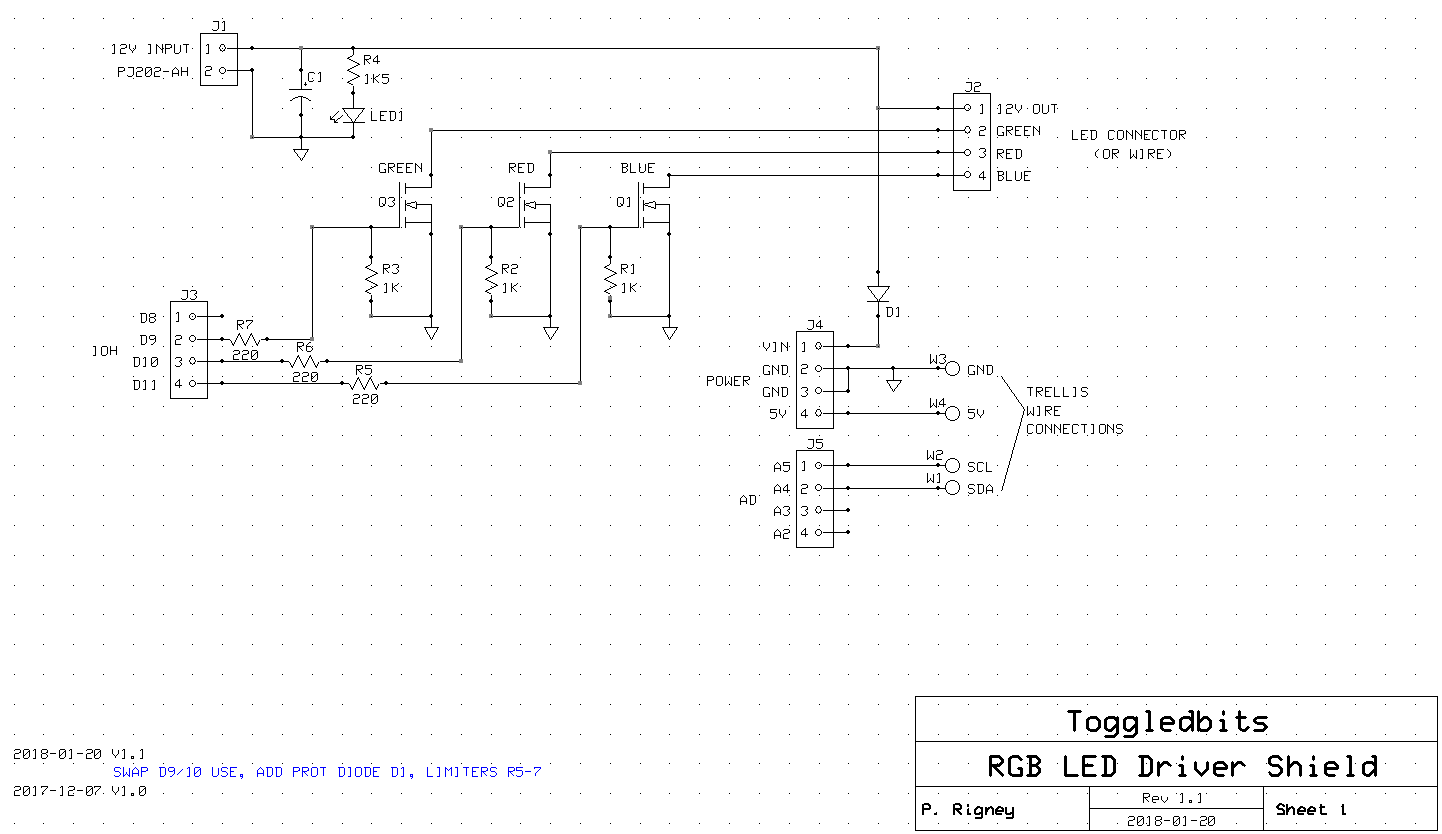 J1
12V INPUT 1
PJ202-AH 2
C1
R4
1K5
LED1
J2
1 12V OUT
2 GREEN
3 RED
4 BLUE
LED CONNECTOR
(OR WIRE)
GREEN
Q3
RED
Q2
BLUE
Q1
R3
1K
R2
1K
R1
1K
J3
D8 1
D9 2
D10 3
D11 4
IOH
R7
220
R6
220
R5
220
D1
J4
VIN 1
GND 2
GND 3
5V 4
POWER
W3
GND
W4
5V
TRELLIS
WIRE
CONNECTIONS
J5
A5 1
A4 2
A3 3
A2 4
AD
W2
SCL
W1
SDA
2018-01-20 V1.1
SWAP D9/10 USE, ADD PROT DIODE D1, LIMITERS R5-7
2017-12-07 V1.0
Toggledbits
RGB LED Driver Shield
P. Rigney
Rev 1.1
2018-01-20
Sheet 1